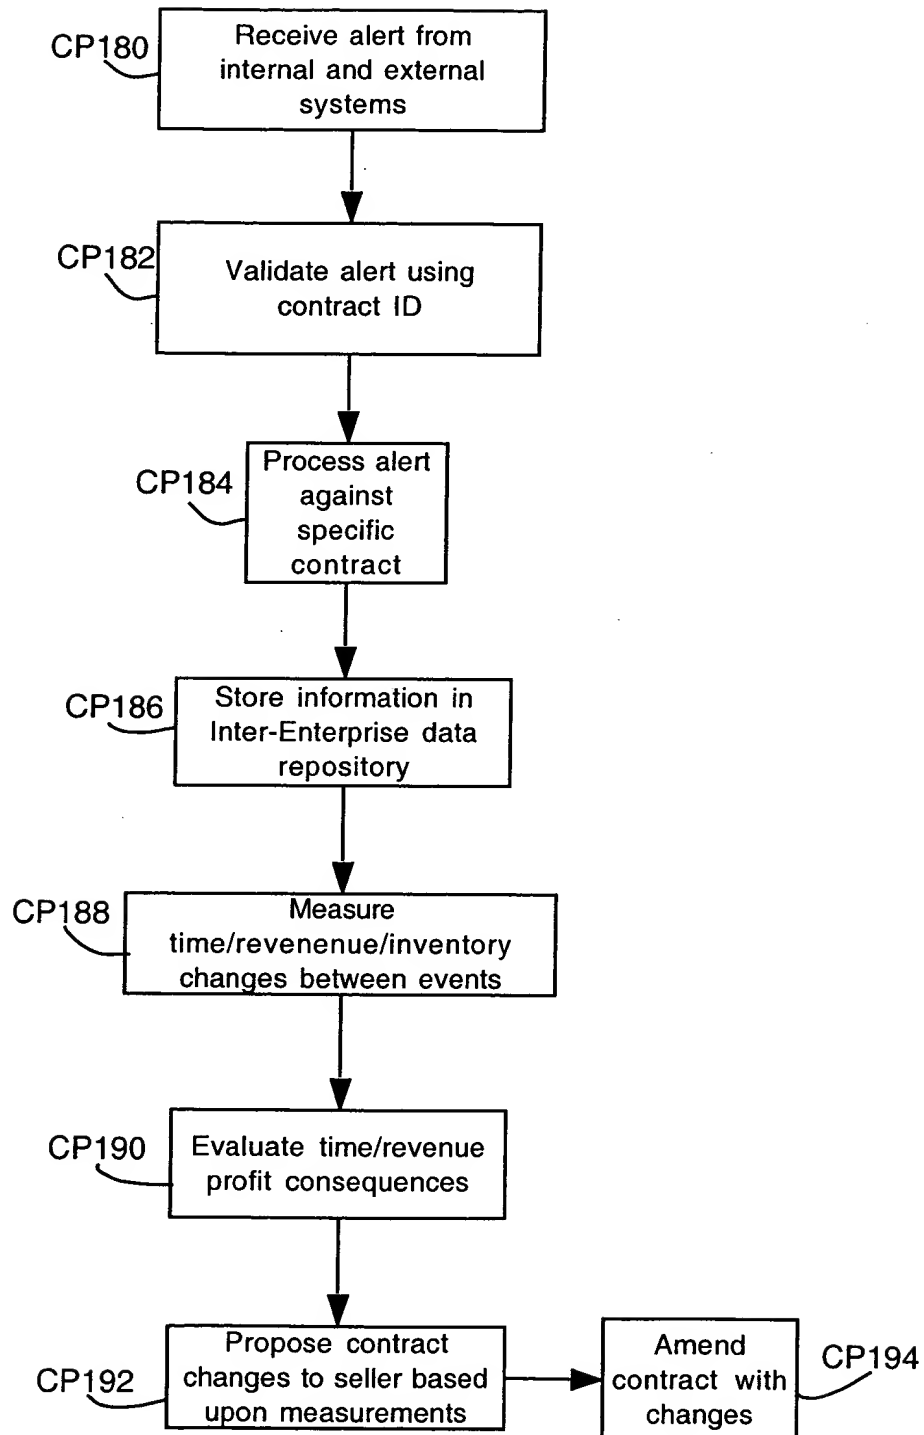 CP180
Receive alert from
internal and external
systems
CP182
Validate alert using
contract ID
CP184
Process alert
against
specific
contract
CP186
Store information in
Inter-Enterprise data
repository
CP188
Measure
time/revenenue/inventory
changes between events
CP190
Evaluate time/revenue
profit consequences
CP192
Propose contract
changes to seller based
upon measurements
Amend
contract with
changes
CP194